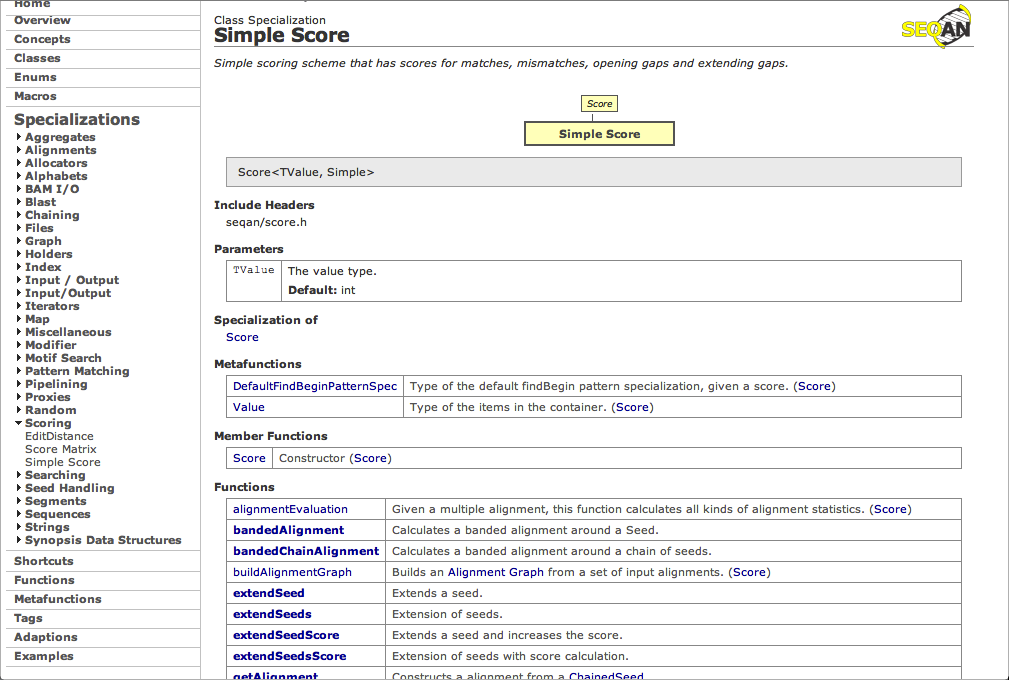 Home
Overview
Concepts
Classes
Enums
Macros
Specializations
Aggregates
Alignments
Allocators
Alphabets
BAM I/O
Blast
Chaining
Files
Graph
Holders
Index
Input / Output
Input/Output
Iterators
Map
Miscellaneous
Modifier
Motif Search
Pattern Matching
Pipelining
Proxies
Random
Scoring
EditDistance
Score Matrix
Simple Score
Searching
Seed Handling
Segments
Sequences
Strings
Synopsis Data Structures
Shortcuts
Functions
Metafunctions
Tags
Adaptions
Examples
Class Specialization
Simple Score
SEQAN
Simple scoring scheme that has scores for matches, mismatches, opening gaps and extending gaps.
Score
Simple Score
Score<TValue, Simple>
Include Headers
seqan/score.h
Parameters
TValue The value type.
Default: int
Specialization of
Score
Metafunctions
DefaultFindBeginPatternSpec Type of the default findBegin pattern specialization, given a score. (Score)
Value Type of the items in the container. (Score)
Member Functions
Score Constructor (Score)
Functions
alignmentEvaluation Given a multiple alignment, this function calculates all kinds of alignment statistics. (Score)
bandedAlignment Calculates a banded alignment around a Seed.
bandedChainAlignment Calculates a banded alignment around a chain of seeds.
buildAlignmentGraph Builds an Alignment Graph from a set of input alignments. (Score)
extendSeed Extends a seed.
extendSeeds Extension of seeds.
extendSeedScore Extends a seed and increases the score.
extendSeedsScore Extension of seeds with score calculation.
getAlignment Constructs a alignment from a ChainedSeed.